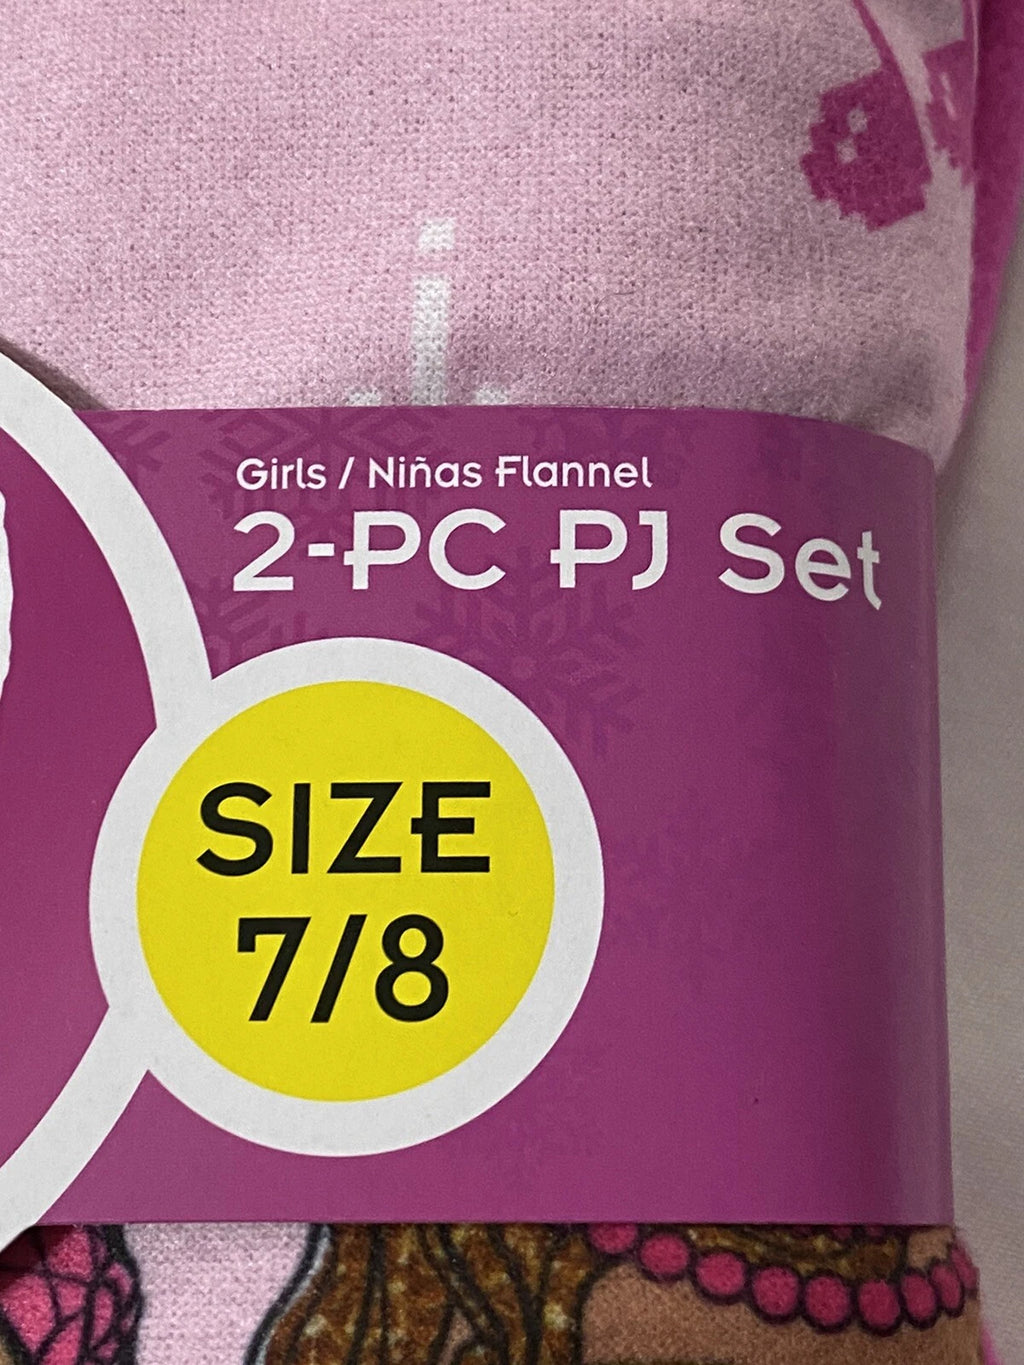 Girls / Niñas Flannel
2-PC PJ Set
SIZE
7/8